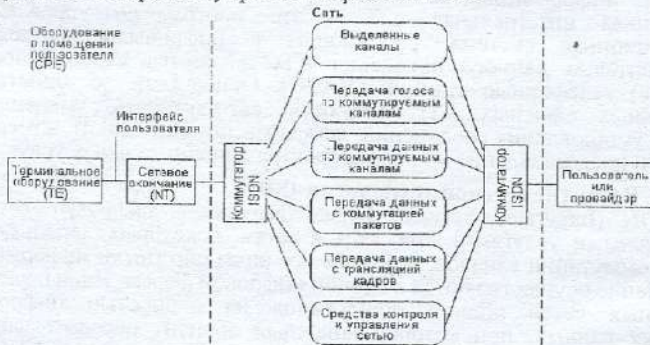 Сеть
Оборудование
в помещении
пользователя
(CPIE)
Интерфейс
пользователя
Терминальное
оборудование
(TE)
Сетевое
окончание
(NT)
Коммутатор
ISDN
Выделенные
каналы
Передача голоса
по коммутируемым
каналам
Передача данных
по коммутируемым
каналам
Передача данных
с коммутацией
пакетов
Передача данных
с трансляцией
кадров
Средства контроля
и управления
сетью
Коммутатор
ISDN
Пользователь
или
провайдер